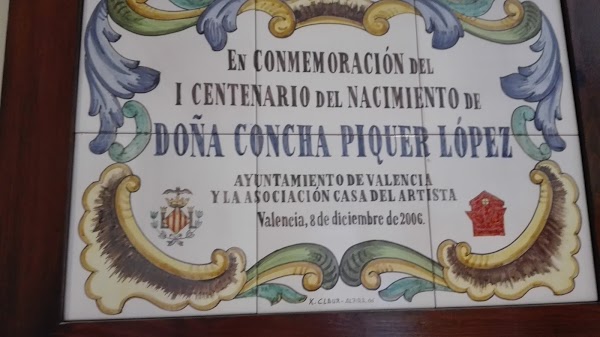 EN CONMEMORACIÓN DEL
I CENTENARIO DEL NACIMIENTO DE
DOÑA CONCHA PIQUER LÓPEZ
AYUNTAMIENTO DE VALENCIA
Y LA ASOCIACIÓN CASA DEL ARTISTA
Valencia, 8 de diciembre de 2006.